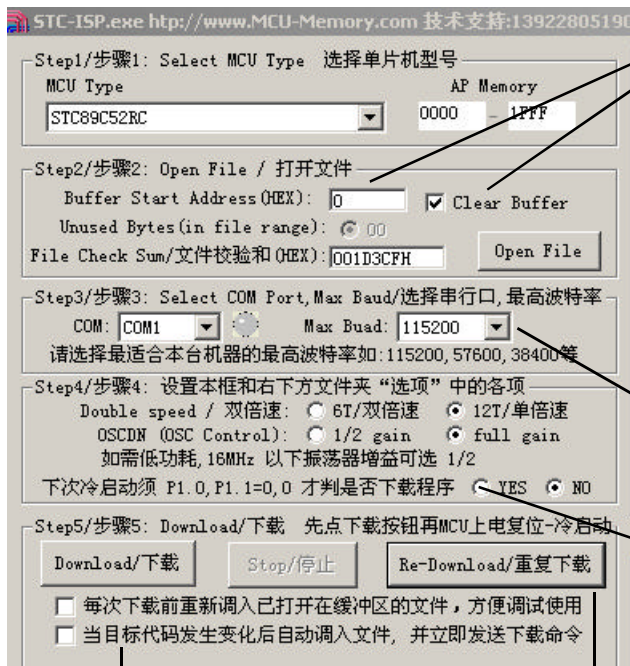 STC-ISP.exe htp://www.MCU-Memory.com 技术支持:13922805190
Step1/步骤1: Select MCU Type 选择单片机型号
MCU Type AP Memory
STC89C52RC 0000 - 1FFF
Step2/步骤2: Open File / 打开文件
Buffer Start Address(HEX): 0 Clear Buffer
Unused Bytes(in file range): 00
File Check Sum/文件校验和(HEX): 001D3CFH Open File
Step3/步骤3: Select COM Port,Max Baud/选择串行口,最高波特率
COM: COM1 Max Buad: 115200
请选择最适合本台机器的最高波特率如:115200,57600,38400等
Step4/步骤4: 设置本框和右下方文件夹“选项”中的各项
Double speed / 双倍速: 6T/双倍速 12T/单倍速
OSCDN (OSC Control): 1/2 gain full gain
如需低功耗,16MHz 以下振荡器增益可选 1/2
下次冷启动须 P1.0,P1.1=0,0 才判是否下载程序 YES NO
Step5/步骤5: Download/下载 先点下载按钮再MCU上电复位-冷启动
Download/下载 Stop/停止 Re-Download/重复下载
每次下载前重新调入已打开在缓冲区的文件，方便调试使用
当目标代码发生变化后自动调入文件, 并立即发送下载命令